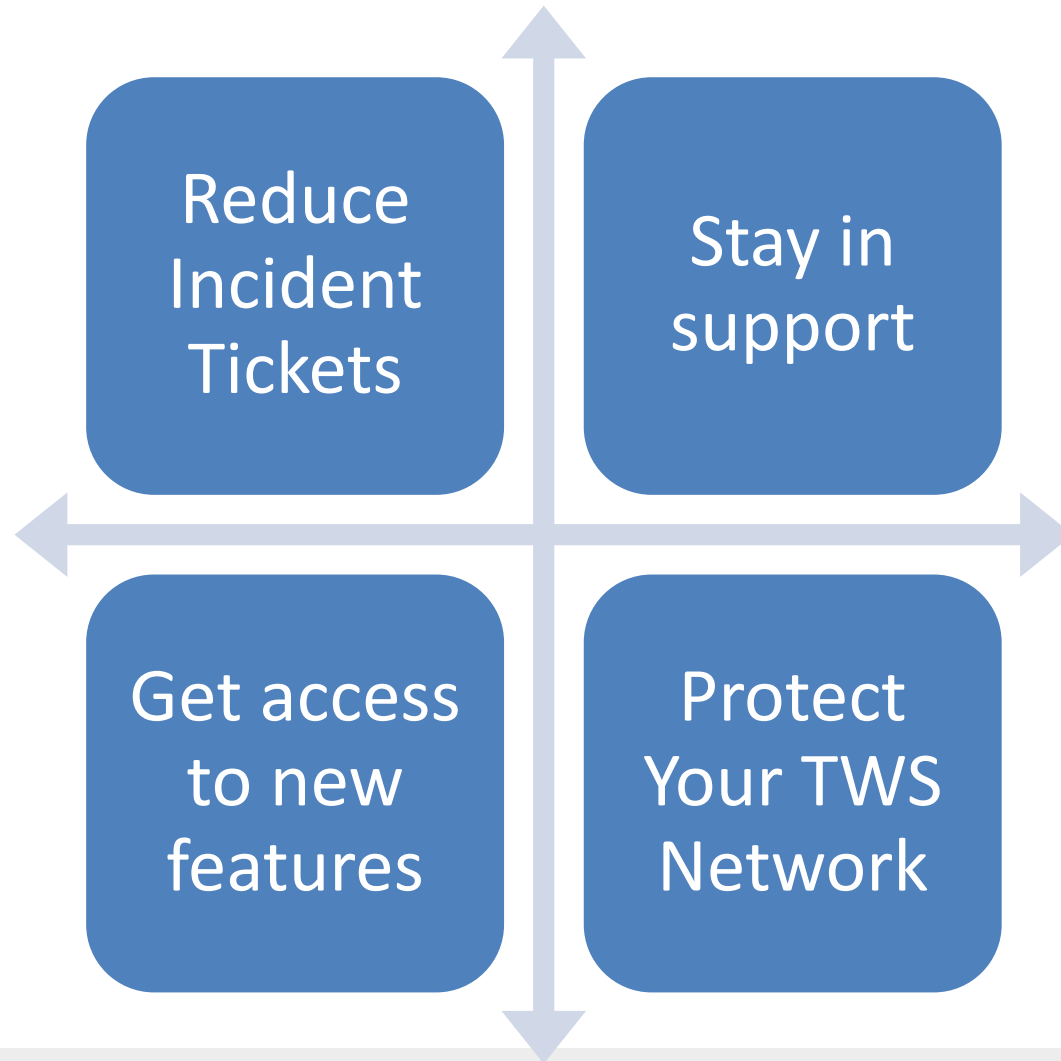 Reduce
Incident
Tickets
Stay in
support
Get access
to new
features
Protect
Your TWS
Network